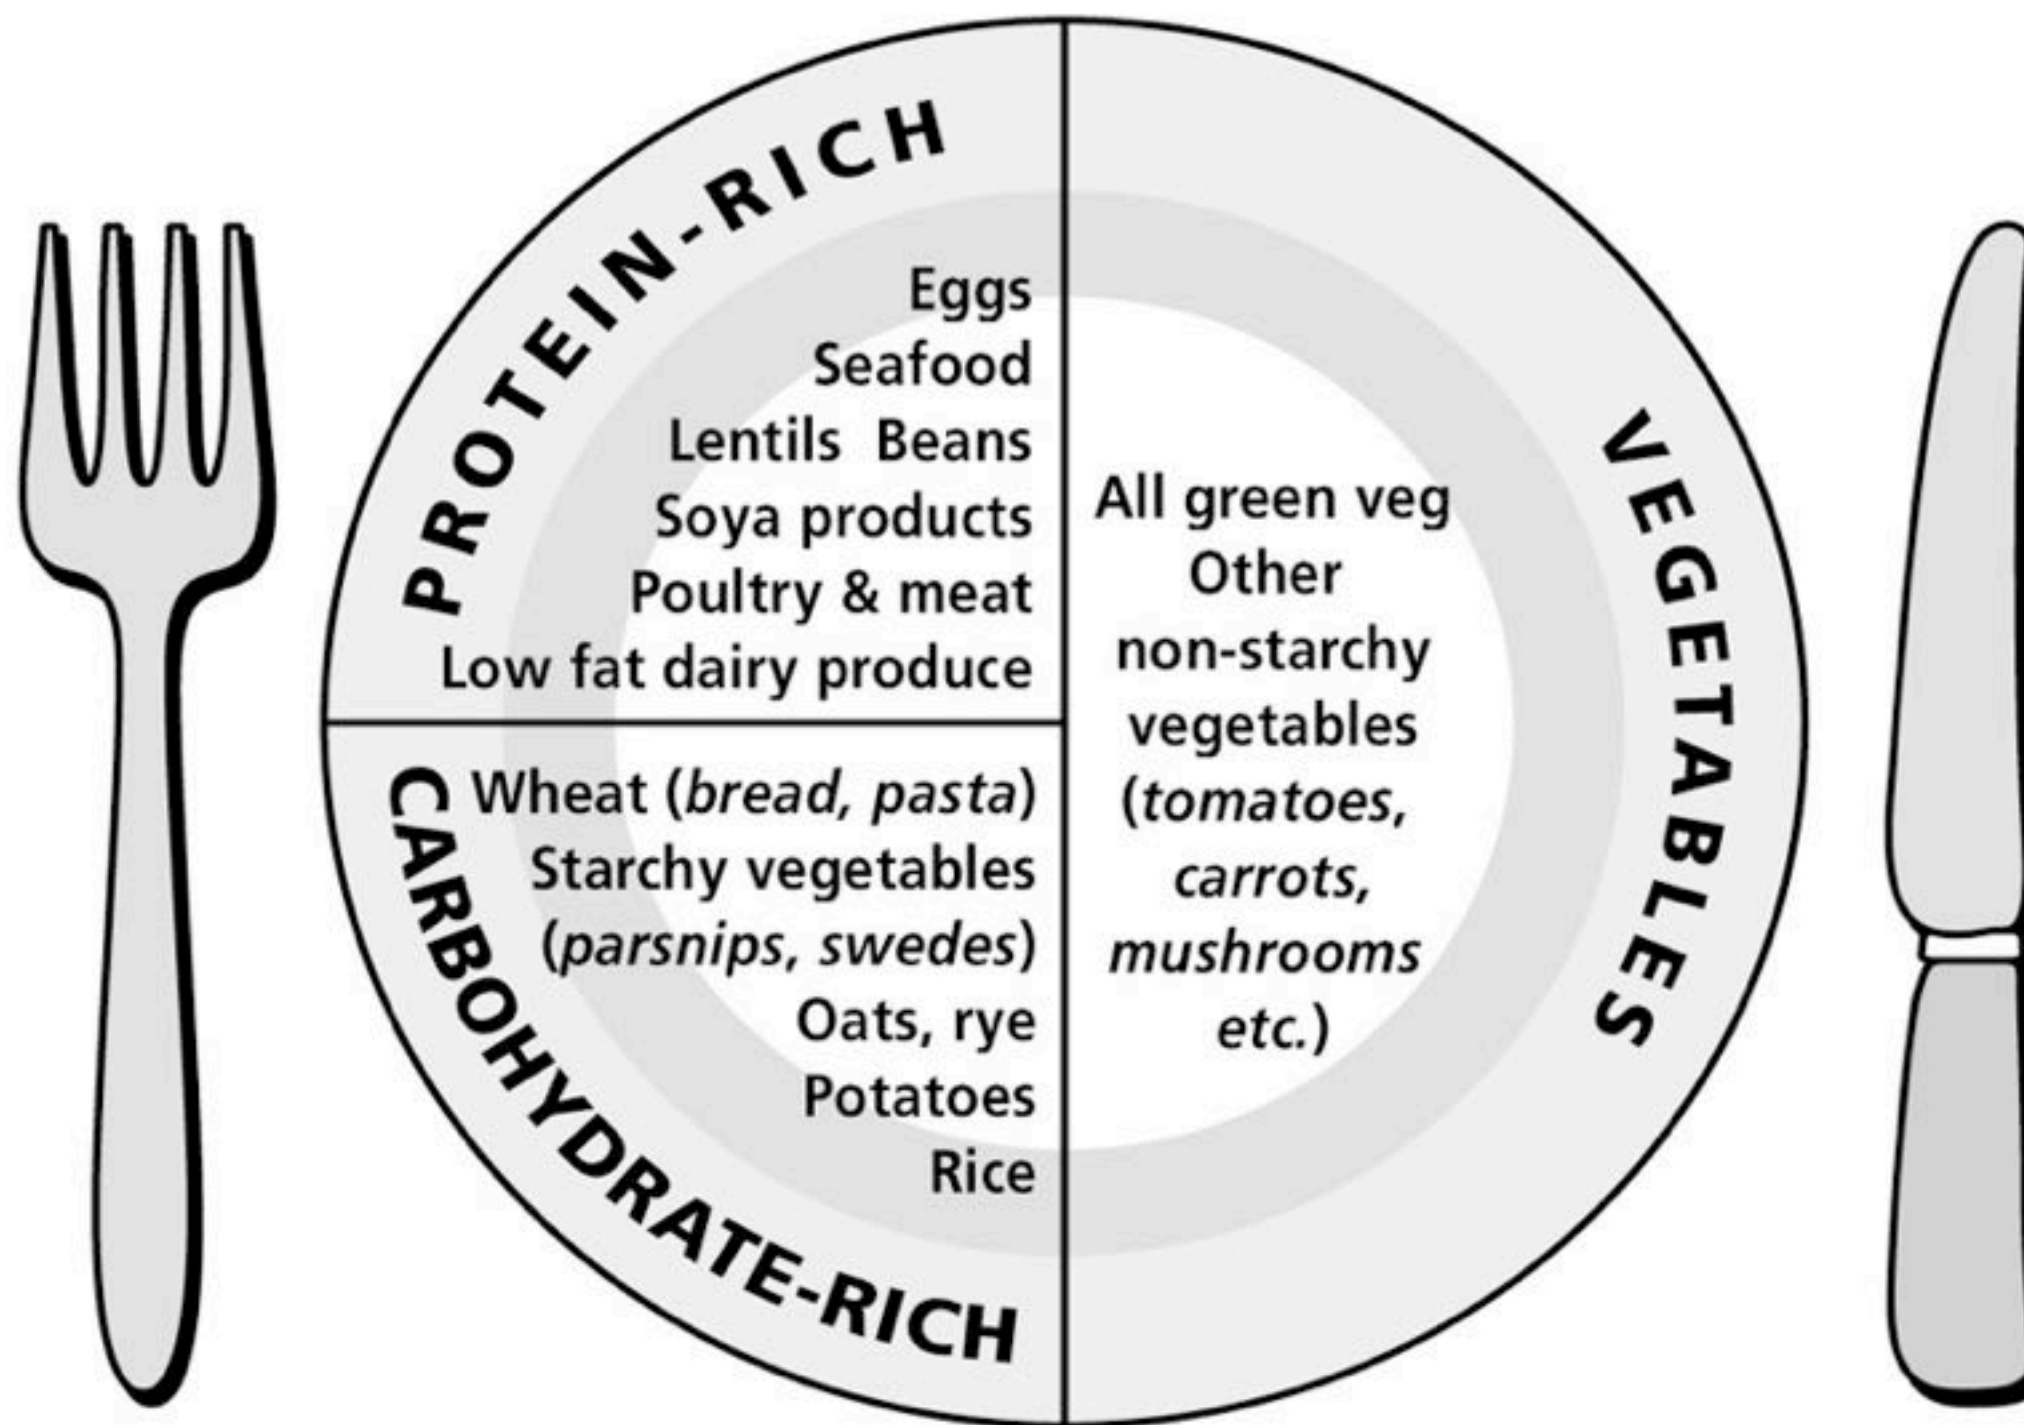 PROTEIN-RICH
Eggs
Seafood
Lentils Beans
Soya products
Poultry & meat
Low fat dairy produce
CARBOHYDRATE-RICH
Wheat (bread, pasta)
Starchy vegetables
(parsnips, swedes)
Oats, rye
Potatoes
Rice
VEGETABLES
All green veg
Other
non-starchy
vegetables
(tomatoes,
carrots,
mushrooms
etc.)